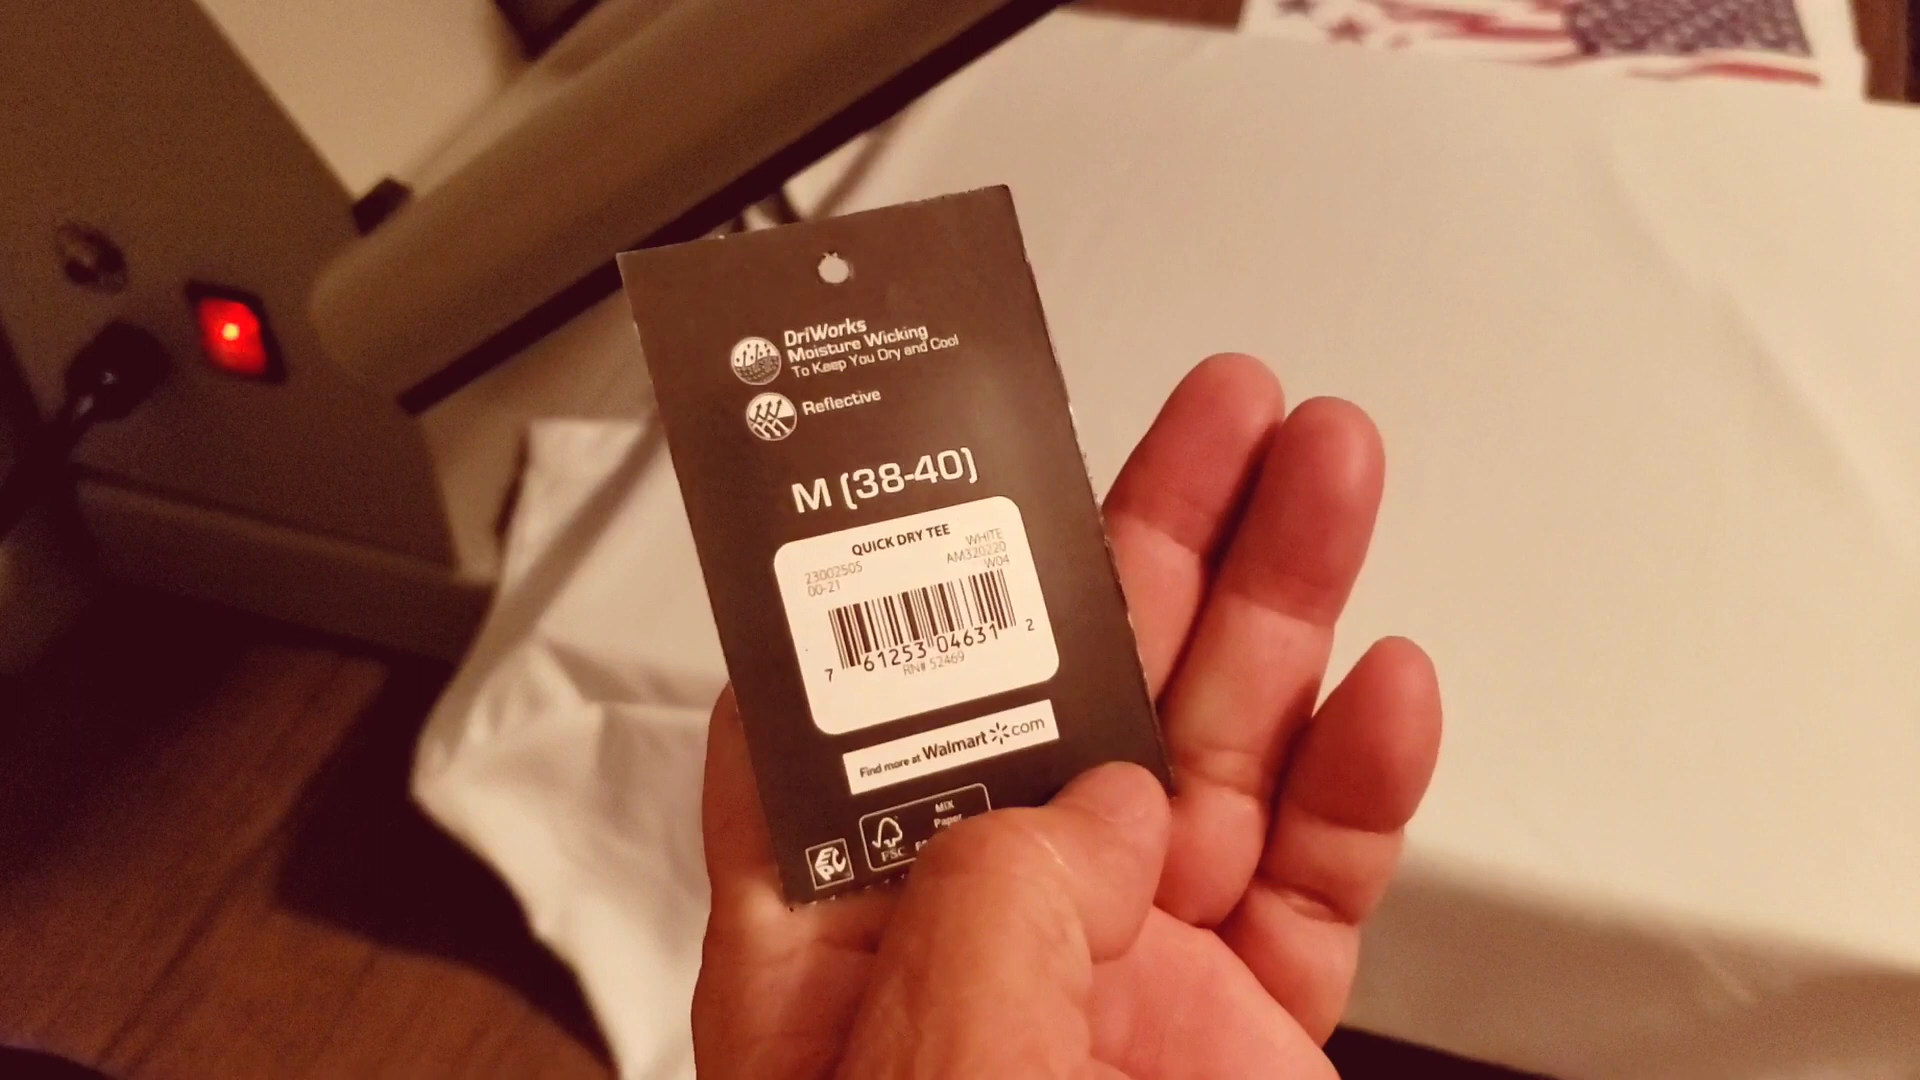 DriWorks
Moisture Wicking
To Keep You Dry and Cool
Reflective
M (38-40)
QUICK DRY TEE
23002505 WHITE
00-21 AM320220
W04
7 61253 04631 2
RN# 52469
Find more at Walmart com
MIX
Paper
FSC
EPC